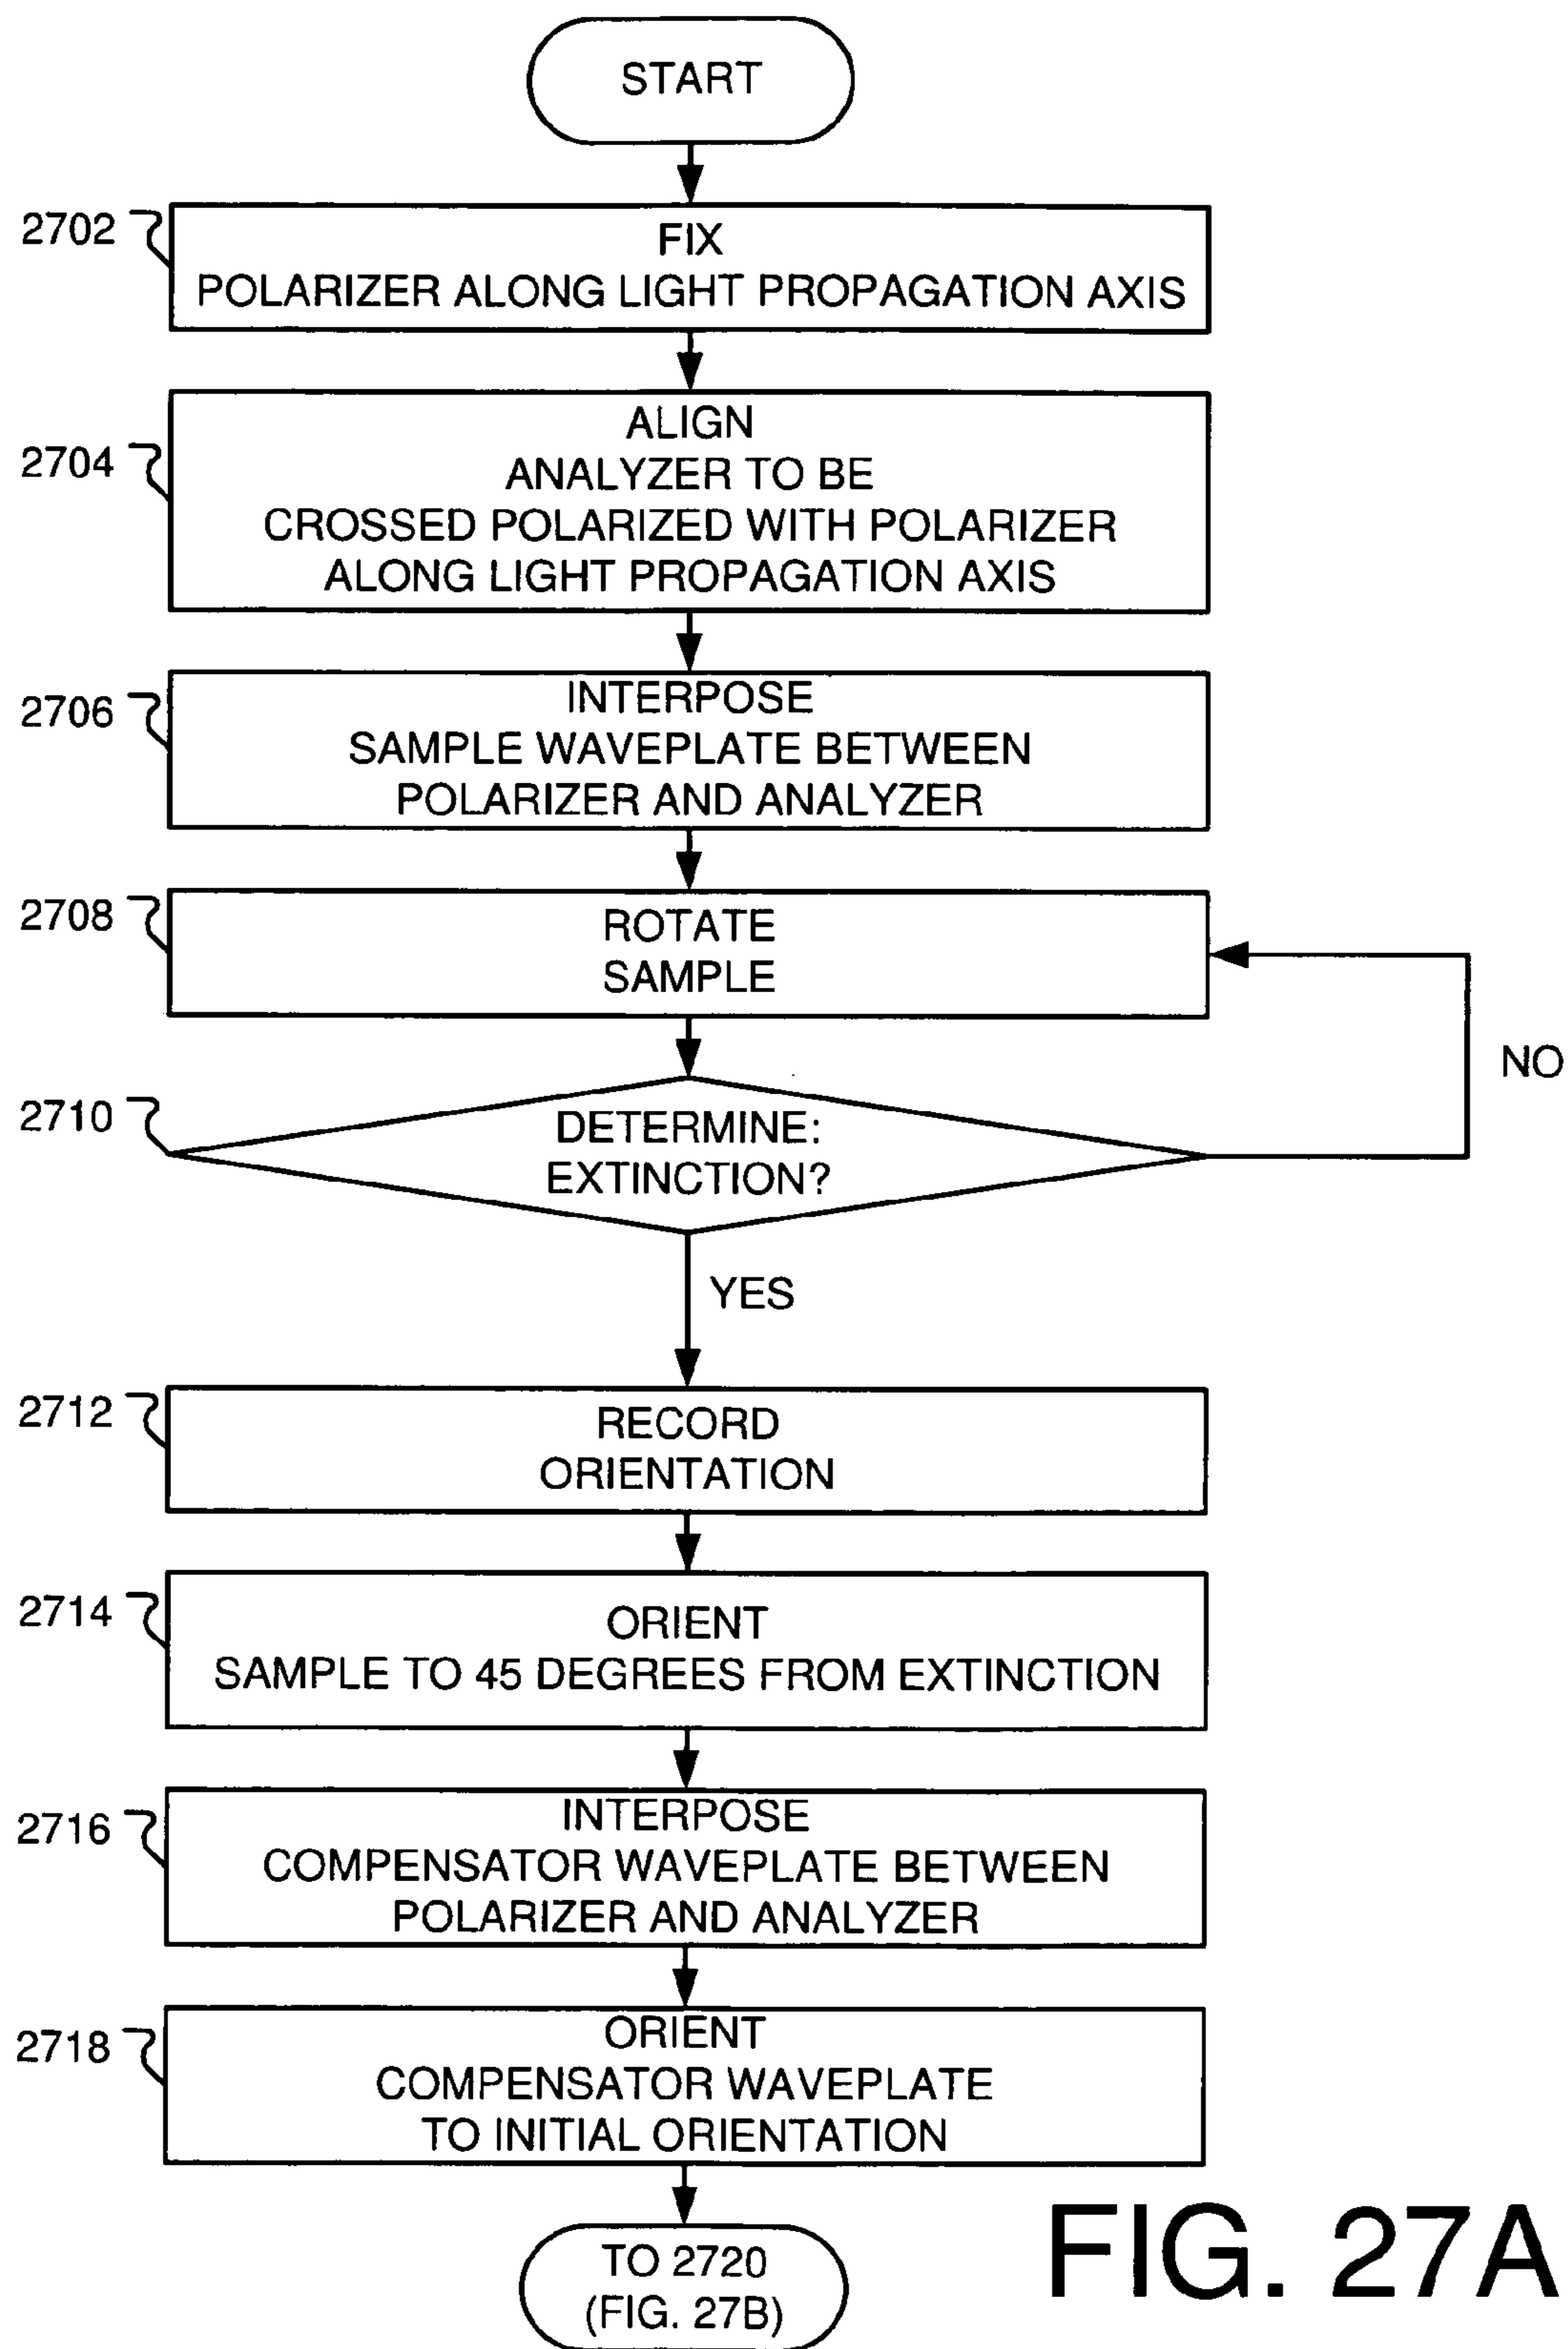 START
2702
FIX
POLARIZER ALONG LIGHT PROPAGATION AXIS
2704
ALIGN
ANALYZER TO BE
CROSSED POLARIZED WITH POLARIZER
ALONG LIGHT PROPAGATION AXIS
2706
INTERPOSE
SAMPLE WAVEPLATE BETWEEN
POLARIZER AND ANALYZER
2708
ROTATE
SAMPLE
NO
2710
DETERMINE:
EXTINCTION?
YES
2712
RECORD
ORIENTATION
2714
ORIENT
SAMPLE TO 45 DEGREES FROM EXTINCTION
2716
INTERPOSE
COMPENSATOR WAVEPLATE BETWEEN
POLARIZER AND ANALYZER
2718
ORIENT
COMPENSATOR WAVEPLATE
TO INITIAL ORIENTATION
TO 2720
(FIG. 27B)
FIG. 27A